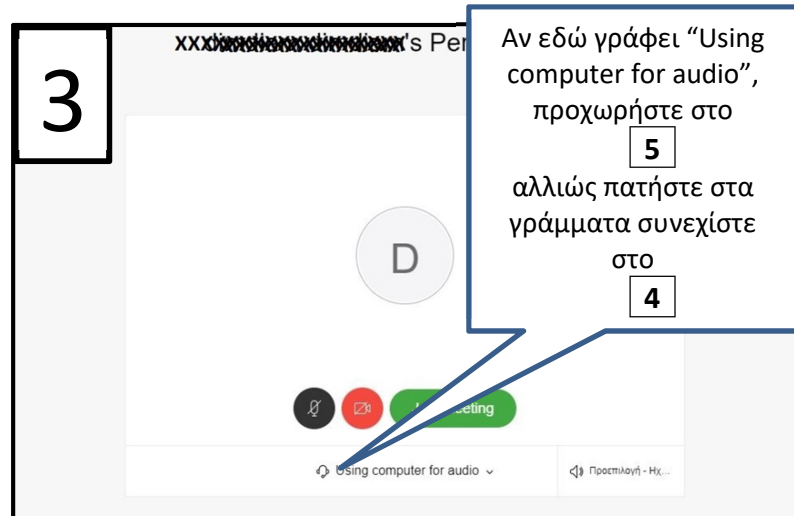 3
's Per
Αν εδώ γράφει “Using
computer for audio”,
προχωρήστε στο
5
αλλιώς πατήστε στα
γράμματα συνεχίστε
στο
4
D
eting
Using computer for audio
Προεπιλογή - Ηχ...